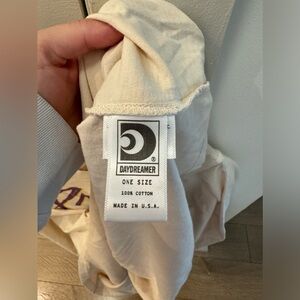 DAYDREAMER
®
ONE SIZE
100% COTTON
MADE IN U.S.A.